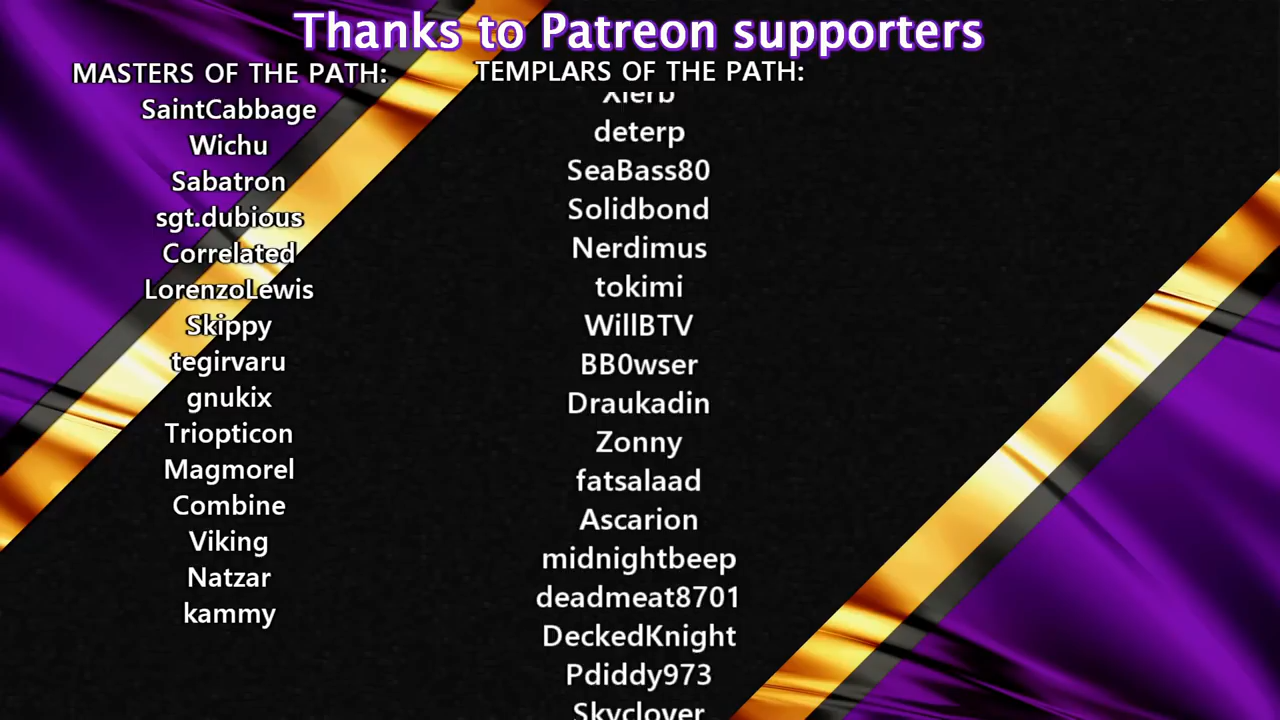 Thanks to Patreon supporters
MASTERS OF THE PATH:
SaintCabbage
Wichu
Sabatron
sgt.dubious
Correlated
LorenzoLewis
Skippy
tegirvaru
gnukix
Triopticon
Magmorel
Combine
Viking
Natzar
kammy
TEMPLARS OF THE PATH:
deterp
SeaBass80
Solidbond
Nerdimus
tokimi
WillBTV
BB0wser
Draukadin
Zonny
fatsalaad
Ascarion
midnightbeep
deadmeat8701
DeckedKnight
Pdiddy973
Skyclover